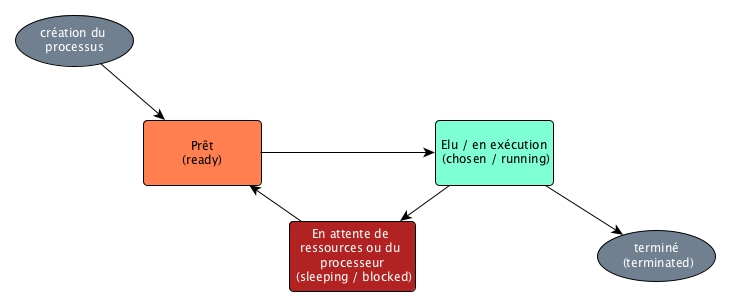 création du
processus
Prêt
(ready)
Elu / en exécution
(chosen / running)
En attente de
ressources ou du
processeur
(sleeping / blocked)
terminé
(terminated)